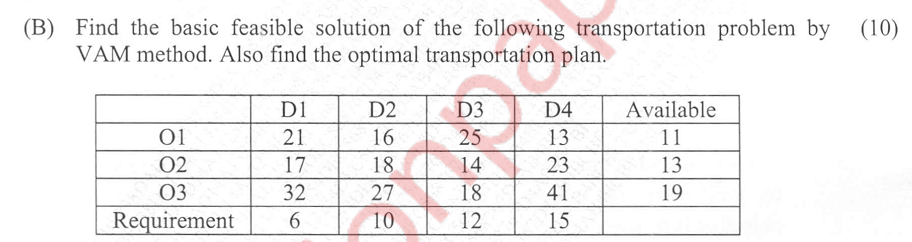 (B) Find the basic feasible solution of the following transportation problem by (10)
VAM method. Also find the optimal transportation plan.
D1 D2 D3 D4 Available
O1 21 16 25 13 11
O2 17 18 14 23 13
O3 32 27 18 41 19
Requirement 6 10 12 15